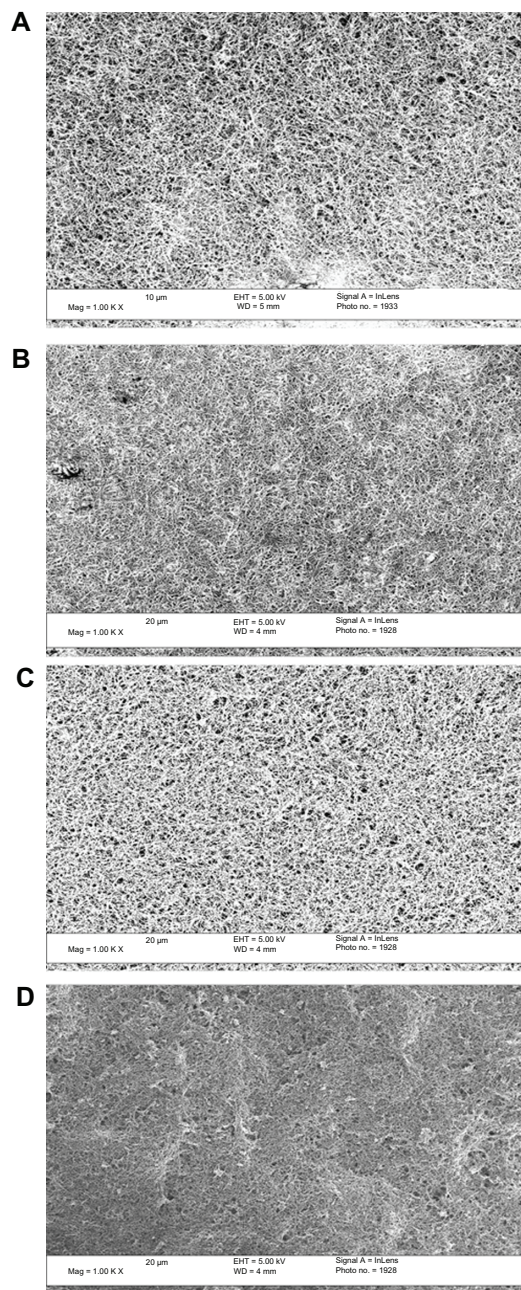 A
10 µm
EHT = 5.00 kV
Signal A = InLens
Mag = 1.00 K X
WD = 5 mm
Photo no. = 1933
B
20 µm
EHT = 5.00 kV
Signal A = InLens
Mag = 1.00 K X
WD = 4 mm
Photo no. = 1928
C
20 µm
EHT = 5.00 kV
Signal A = InLens
Mag = 1.00 K X
WD = 4 mm
Photo no. = 1928
D
20 µm
EHT = 5.00 kV
Signal A = InLens
Mag = 1.00 K X
WD = 4 mm
Photo no. = 1928